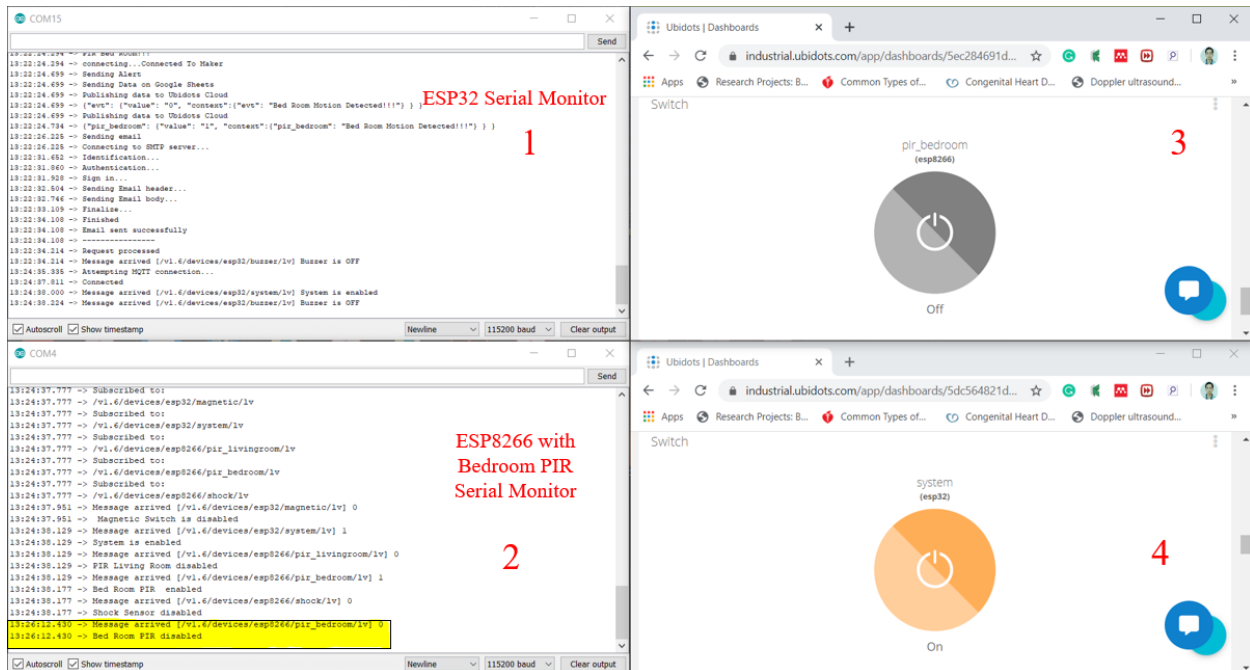 COM15
Send
13:22:24.294 -> PIR Bed Room!!!
13:22:24.294 -> connecting...Connected To Maker
13:22:24.699 -> Sending Alert
13:22:24.699 -> Sending Data on Google Sheets
13:22:24.699 -> Publishing data to Ubidots Cloud
13:22:24.699 -> {"evt": {"value": "0", "context":{"evt": "Bed Room Motion Detected!!!"} } }
13:22:24.699 -> Publishing data to Ubidots Cloud
13:22:24.734 -> {"pir_bedroom": {"value": "1", "context":{"pir_bedroom": "Bed Room Motion Detected!!!"} } }
13:22:26.225 -> Sending email
13:22:26.225 -> Connecting to SMTP server...
13:22:31.652 -> Identification...
13:22:31.860 -> Authentication...
13:22:31.928 -> Sign in...
13:22:32.504 -> Sending Email header...
13:22:32.746 -> Sending Email body...
13:22:33.109 -> Finalize...
13:22:34.108 -> Finished
13:22:34.108 -> Email sent successfully
13:22:34.108 -> ----------------
13:22:34.214 -> Request processed
13:22:34.214 -> Message arrived [/v1.6/devices/esp32/buzzer/lv] Buzzer is OFF
13:24:35.335 -> Attempting MQTT connection...
13:24:37.811 -> Connected
13:24:38.000 -> Message arrived [/v1.6/devices/esp32/system/lv] System is enabled
13:24:38.224 -> Message arrived [/v1.6/devices/esp32/buzzer/lv] Buzzer is OFF
ESP32 Serial Monitor
1
Autoscroll Show timestamp Newline 115200 baud Clear output
Ubidots | Dashboards
industrial.ubidots.com/app/dashboards/5ec284691d...
Apps Research Projects: B... Common Types of... Congenital Heart D... Doppler ultrasound... »
Switch
pir_bedroom
(esp8266)
Off
3
COM4
Send
13:24:37.777 -> Subscribed to:
13:24:37.777 -> /v1.6/devices/esp32/magnetic/lv
13:24:37.777 -> Subscribed to:
13:24:37.777 -> /v1.6/devices/esp32/system/lv
13:24:37.777 -> Subscribed to:
13:24:37.777 -> /v1.6/devices/esp8266/pir_livingroom/lv
13:24:37.777 -> Subscribed to:
13:24:37.777 -> /v1.6/devices/esp8266/pir_bedroom/lv
13:24:37.777 -> Subscribed to:
13:24:37.777 -> /v1.6/devices/esp8266/shock/lv
13:24:37.951 -> Message arrived [/v1.6/devices/esp32/magnetic/lv] 0
13:24:37.951 -> Magnetic Switch is disabled
13:24:38.129 -> Message arrived [/v1.6/devices/esp32/system/lv] 1
13:24:38.129 -> System is enabled
13:24:38.129 -> Message arrived [/v1.6/devices/esp8266/pir_livingroom/lv] 0
13:24:38.129 -> PIR Living Room disabled
13:24:38.129 -> Message arrived [/v1.6/devices/esp8266/pir_bedroom/lv] 1
13:24:38.177 -> Bed Room PIR enabled
13:24:38.177 -> Message arrived [/v1.6/devices/esp8266/shock/lv] 0
13:24:38.177 -> Shock Sensor disabled
13:26:12.430 -> Message arrived [/v1.6/devices/esp8266/pir_bedroom/lv] 0
13:26:12.430 -> Bed Room PIR disabled
ESP8266 with
Bedroom PIR
Serial Monitor
2
Autoscroll Show timestamp Newline 115200 baud Clear output
Ubidots | Dashboards
industrial.ubidots.com/app/dashboards/5dc564821d...
Apps Research Projects: B... Common Types of... Congenital Heart D... Doppler ultrasound... »
Switch
system
(esp32)
On
4